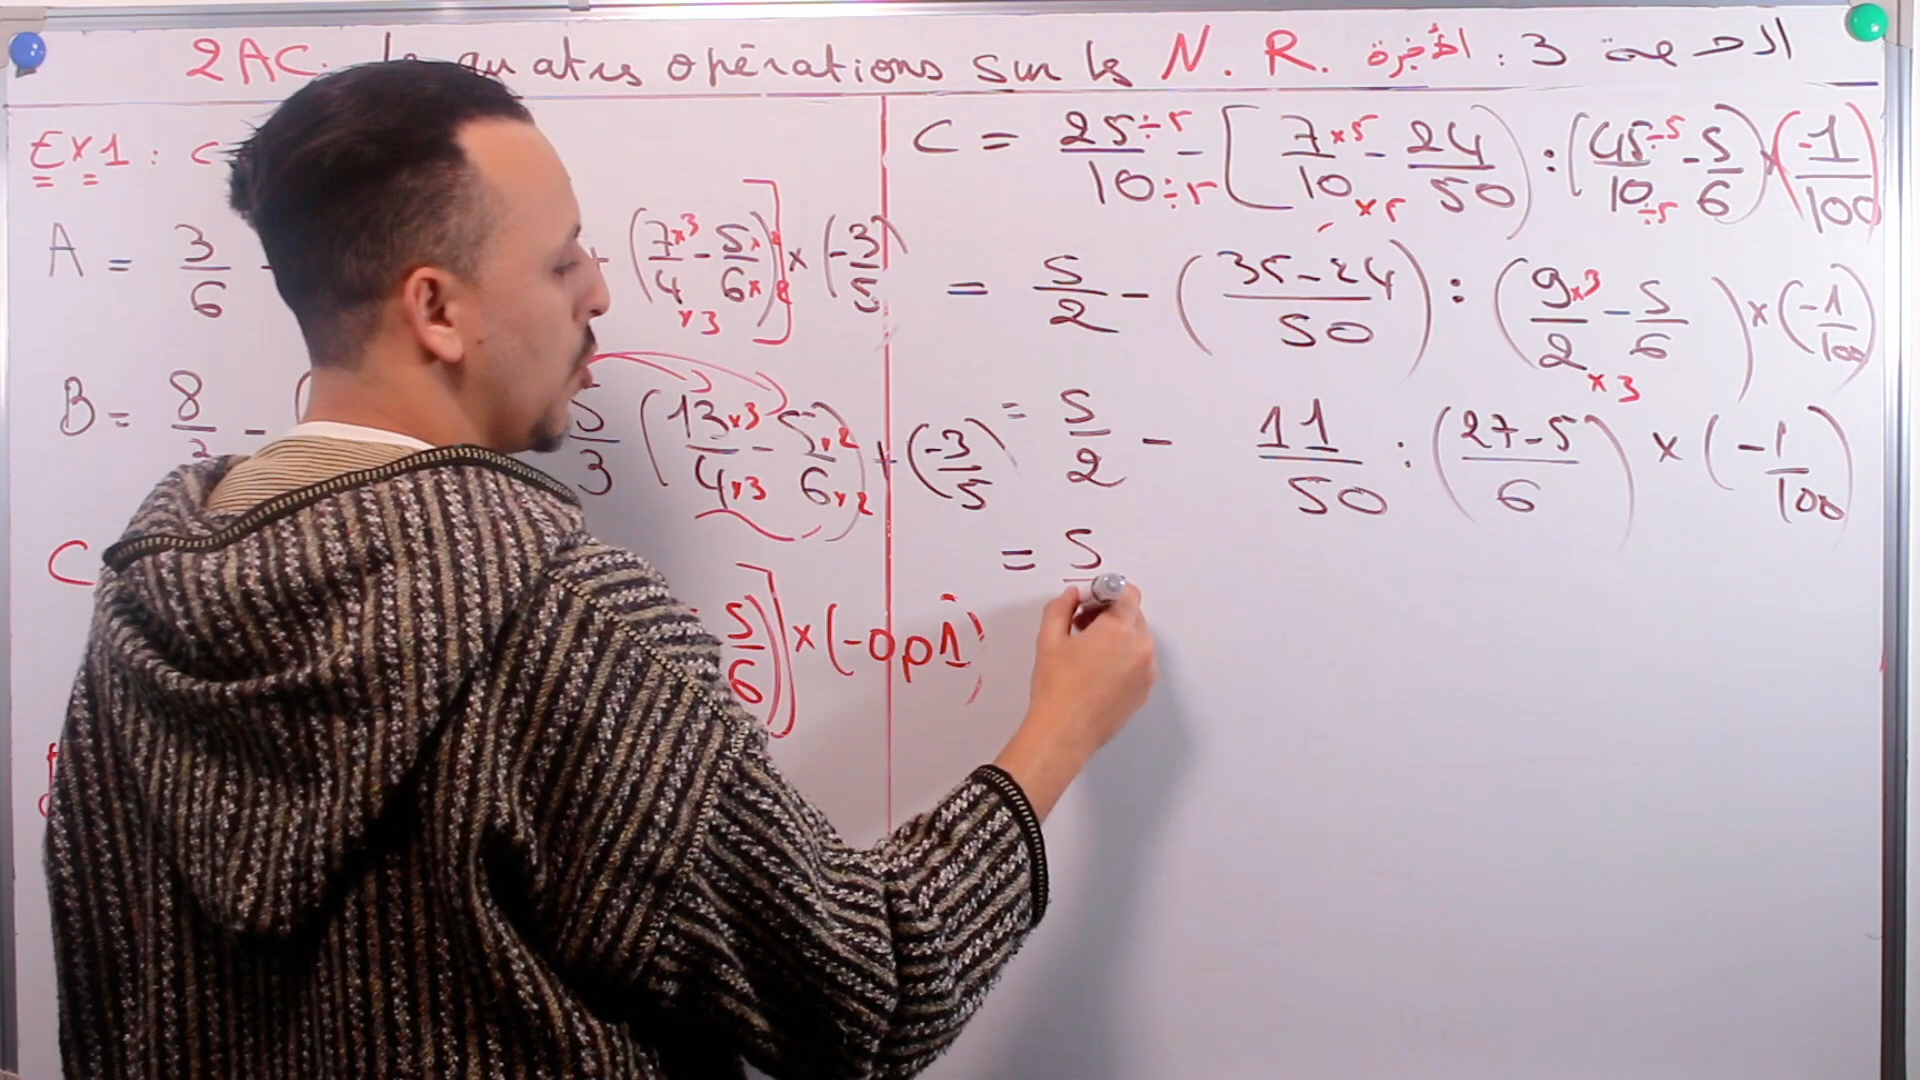 2AC. le quatre opérations sur les N. R. الحصة 3 : الأخيرة
Ex1 : c
A = 3/6 - + (7×3/4×3 - 5×2/6×2)] × (-3/5)
B = 8/3 - ( 5/3 (13×3/4×3 - 5×2/6×2) + (-3/5)
C 5/6)] × (-0,01)
C = 25÷5/10÷5 - [7×5/10×5 - 24/50) : (45÷5/10÷5 - 5/6) × (-1/100)
= 5/2 - (35-24/50) : (9×3/2×3 - 5/6) × (-1/100)
= 5/2 - 11/50 : (27-5/6) × (-1/100)
= 5